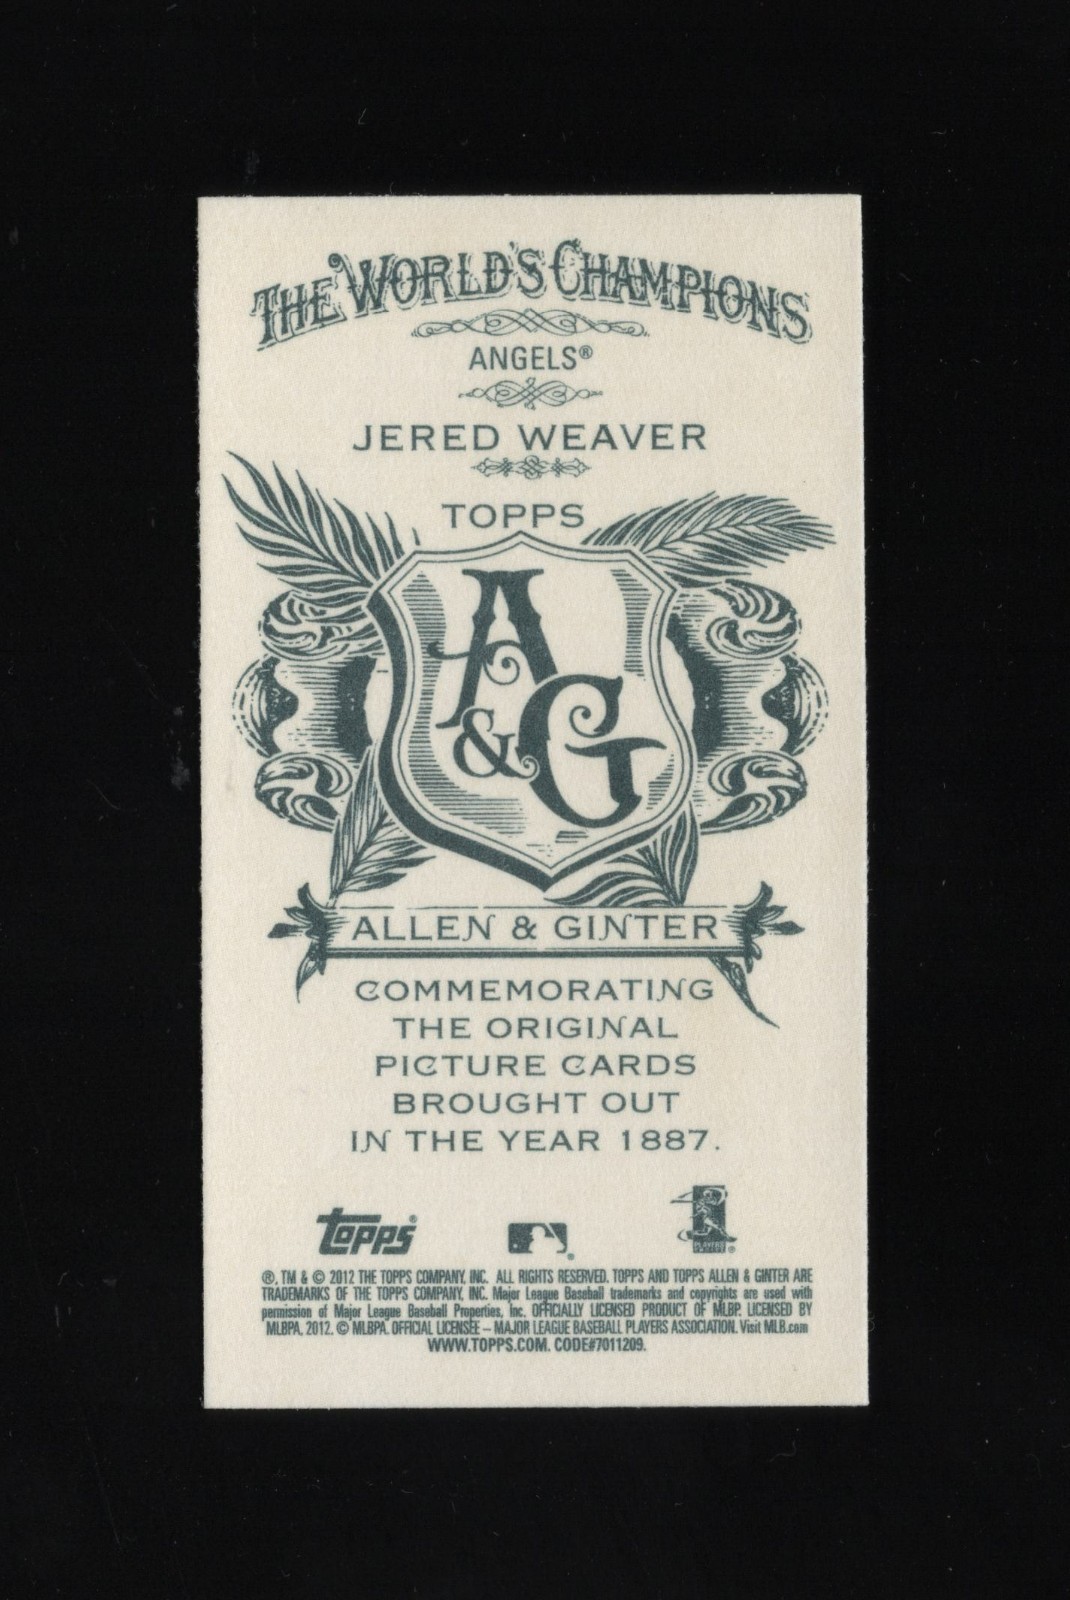 THE WORLD'S CHAMPIONS
ANGELS®
JERED WEAVER
TOPPS
A&G
ALLEN & GINTER
COMMEMORATING
THE ORIGINAL
PICTURE CARDS
BROUGHT OUT
IN THE YEAR 1887.
TOPPS®
PLAYERS CHOICE ®
®, TM & © 2012 THE TOPPS COMPANY, INC. ALL RIGHTS RESERVED. TOPPS AND TOPPS ALLEN & GINTER ARE
TRADEMARKS OF THE TOPPS COMPANY, INC. Major League Baseball trademarks and copyrights are used with
permission of Major League Baseball Properties, Inc. OFFICIALLY LICENSED PRODUCT OF MLBP. LICENSED BY
MLBPA, 2012. © MLBPA. OFFICIAL LICENSEE – MAJOR LEAGUE BASEBALL PLAYERS ASSOCIATION. Visit MLB.com
WWW.TOPPS.COM. CODE#7011209.